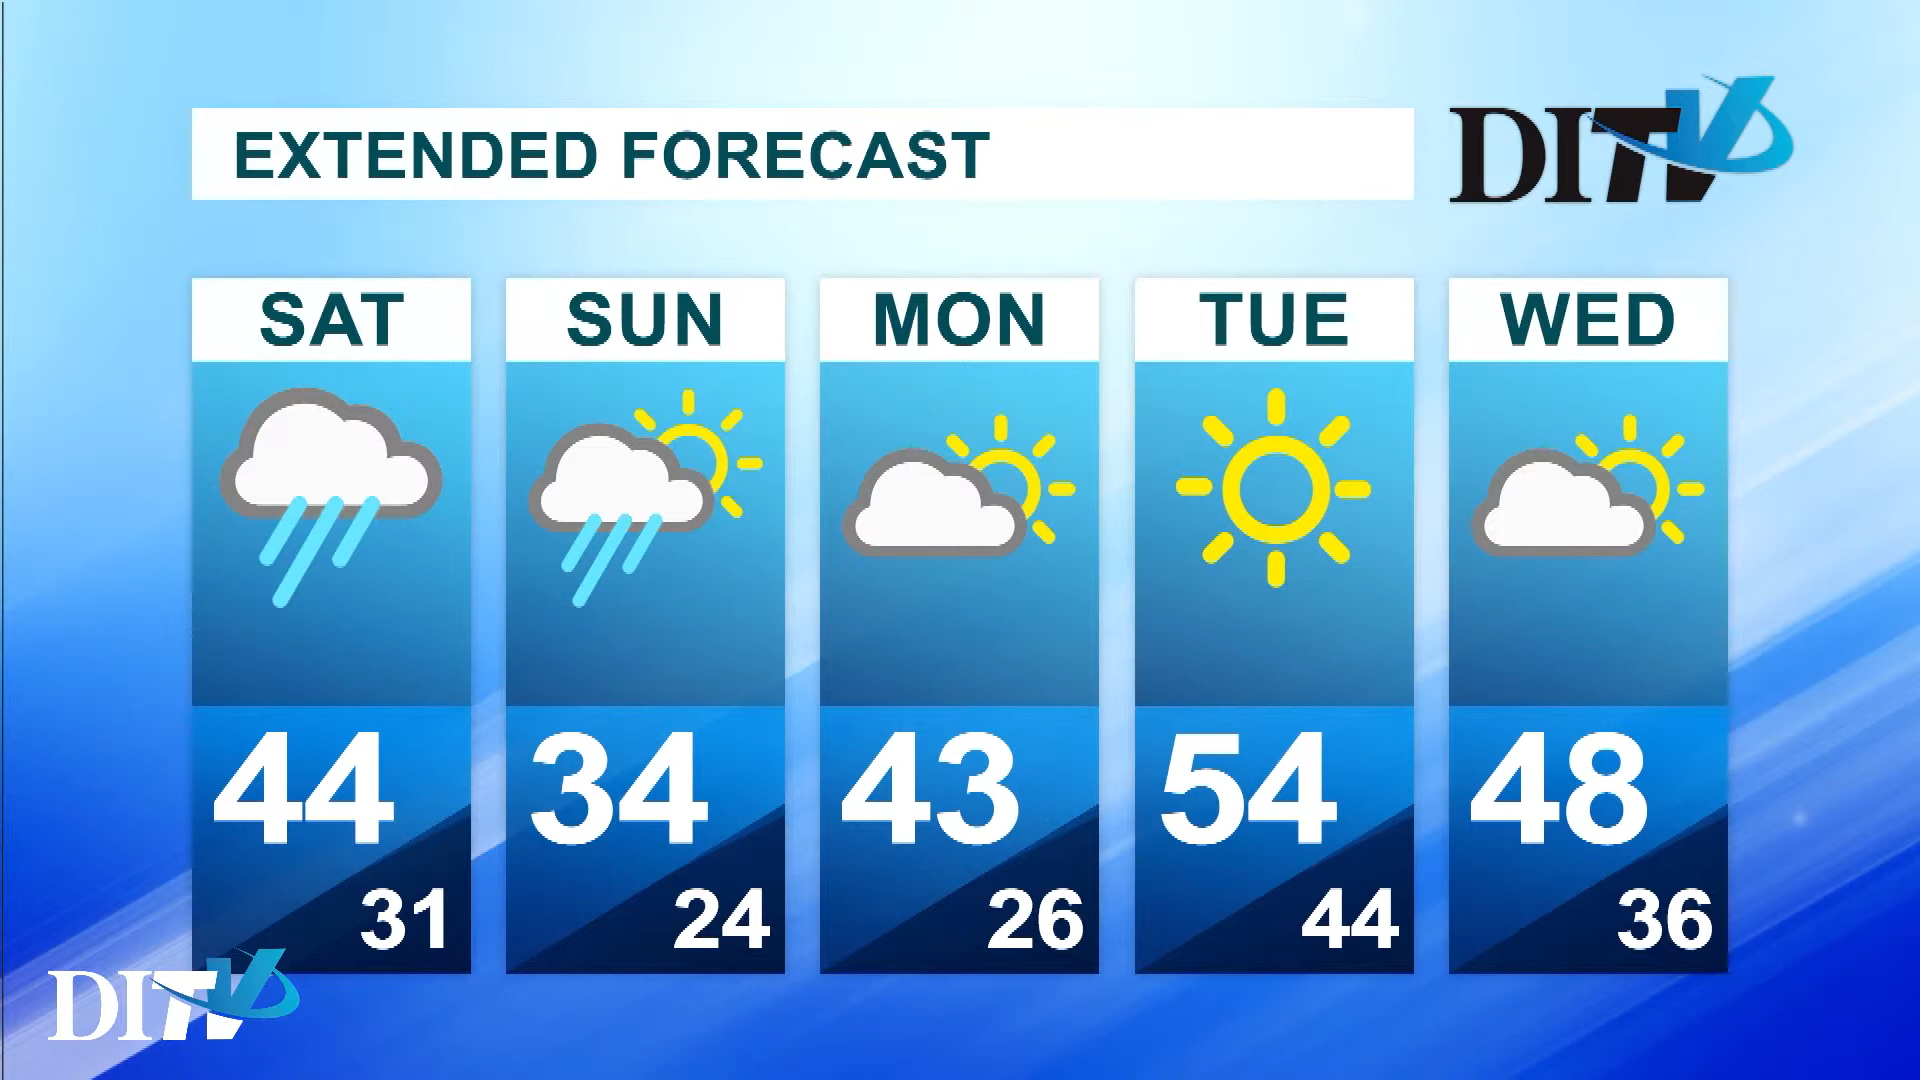 EXTENDED FORECAST
DITV
SAT
SUN
MON
TUE
WED
44
34
43
54
48
31
24
26
44
36
DITV